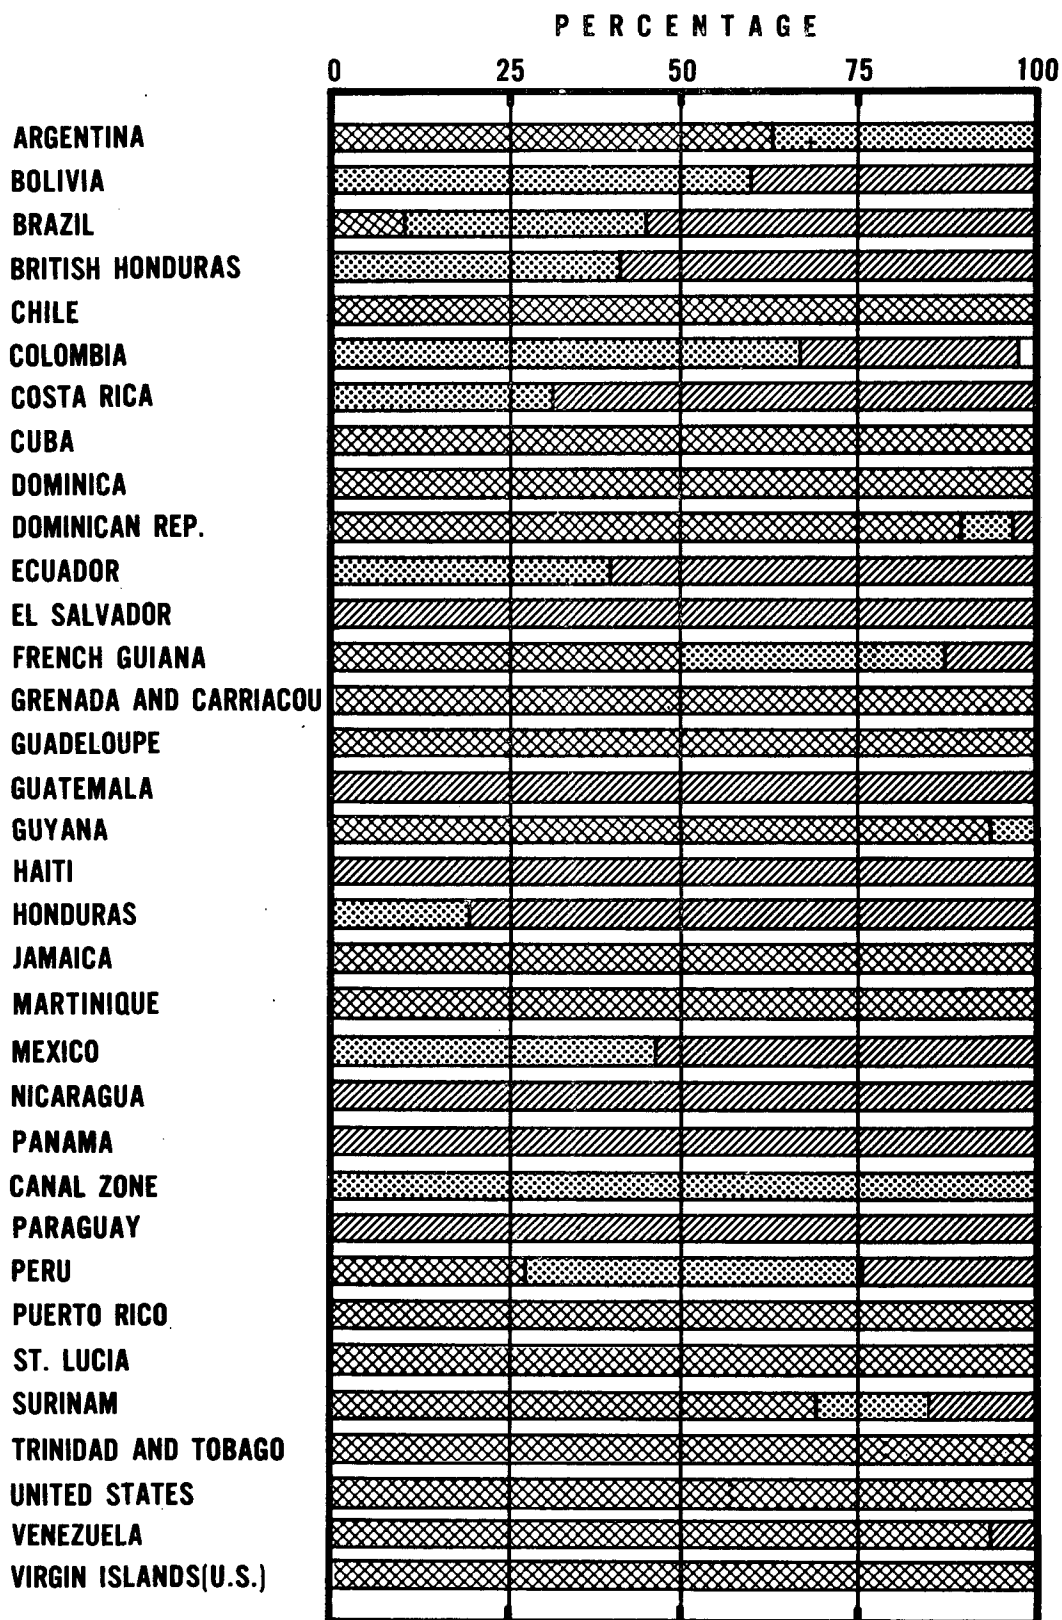 PERCENTAGE
0 25 50 75 100
ARGENTINA
BOLIVIA
BRAZIL
BRITISH HONDURAS
CHILE
COLOMBIA
COSTA RICA
CUBA
DOMINICA
DOMINICAN REP.
ECUADOR
EL SALVADOR
FRENCH GUIANA
GRENADA AND CARRIACOU
GUADELOUPE
GUATEMALA
GUYANA
HAITI
HONDURAS
JAMAICA
MARTINIQUE
MEXICO
NICARAGUA
PANAMA
CANAL ZONE
PARAGUAY
PERU
PUERTO RICO
ST. LUCIA
SURINAM
TRINIDAD AND TOBAGO
UNITED STATES
VENEZUELA
VIRGIN ISLANDS(U.S.)